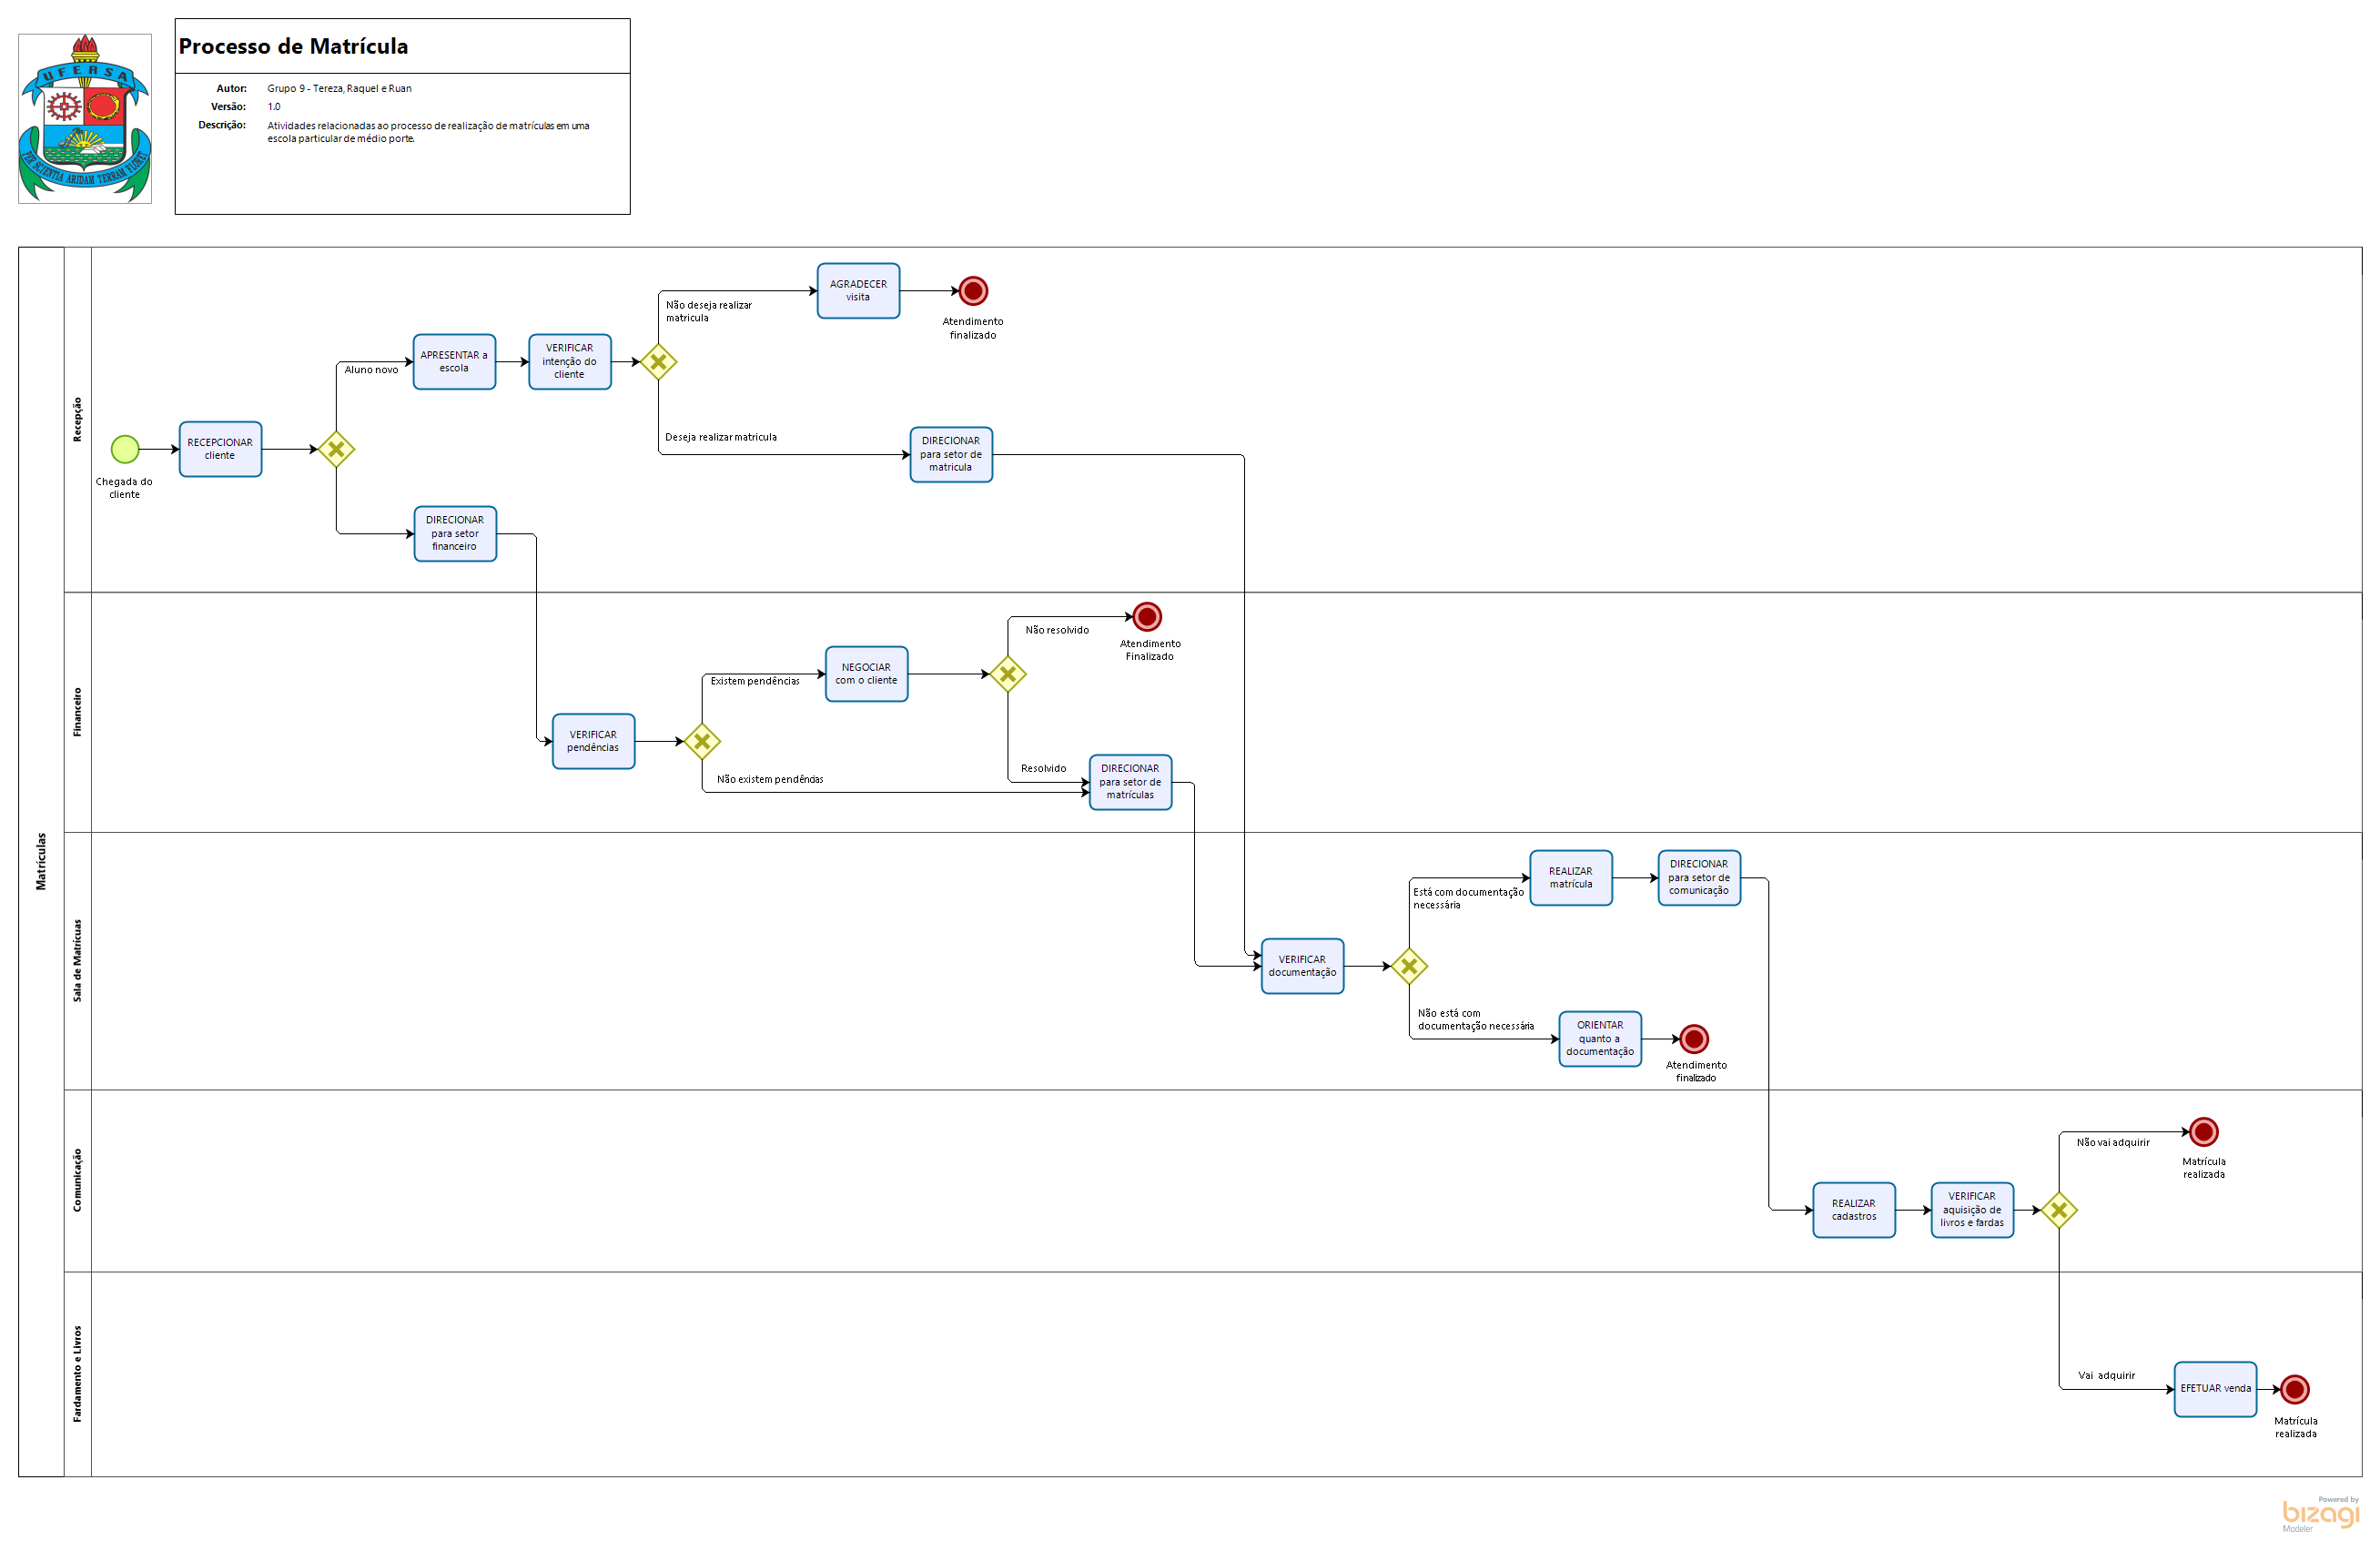 UFERSA
PER SCIENTIA ARIDAM TERRAM FLORET
Processo de Matrícula
Autor: Grupo 9 - Tereza, Raquel e Ruan
Versão: 1.0
Descrição: Atividades relacionadas ao processo de realização de matrículas em uma
escola particular de médio porte.
Matrículas
Recepção
Chegada do
cliente
RECEPCIONAR
cliente
Aluno novo
APRESENTAR a
escola
VERIFICAR
intenção do
cliente
Não deseja realizar
matricula
AGRADECER
visita
Atendimento
finalizado
Deseja realizar matricula
DIRECIONAR
para setor de
matricula
DIRECIONAR
para setor
financeiro
Financeiro
VERIFICAR
pendências
Existem pendências
NEGOCIAR
com o cliente
Não resolvido
Atendimento
Finalizado
Resolvido
Não existem pendências
DIRECIONAR
para setor de
matrículas
Sala de Matrícuas
VERIFICAR
documentação
Está com documentação
necessária
REALIZAR
matrícula
DIRECIONAR
para setor de
comunicação
Não está com
documentação necessária
ORIENTAR
quanto a
documentação
Atendimento
finalizado
Comunicação
REALIZAR
cadastros
VERIFICAR
aquisição de
livros e fardas
Não vai adquirir
Matrícula
realizada
Fardamento e Livros
Vai adquirir
EFETUAR venda
Matrícula
realizada
Powered by
bizagi
Modeler